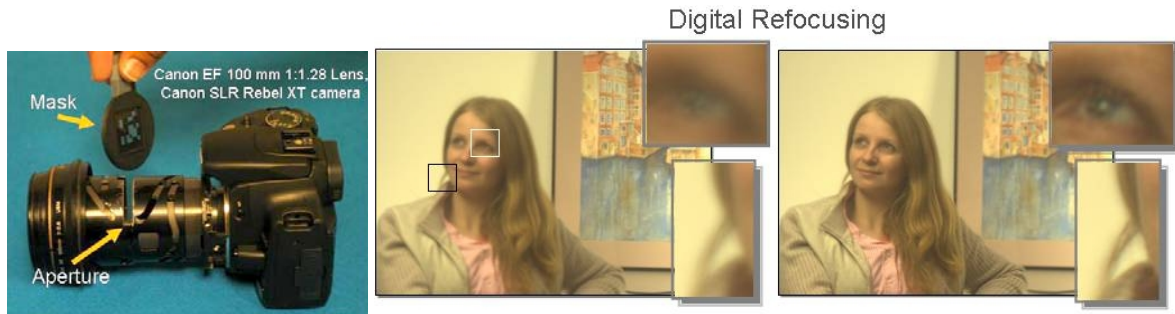 Digital Refocusing
Canon EF 100 mm 1:1.28 Lens,
Canon SLR Rebel XT camera
Mask
Aperture